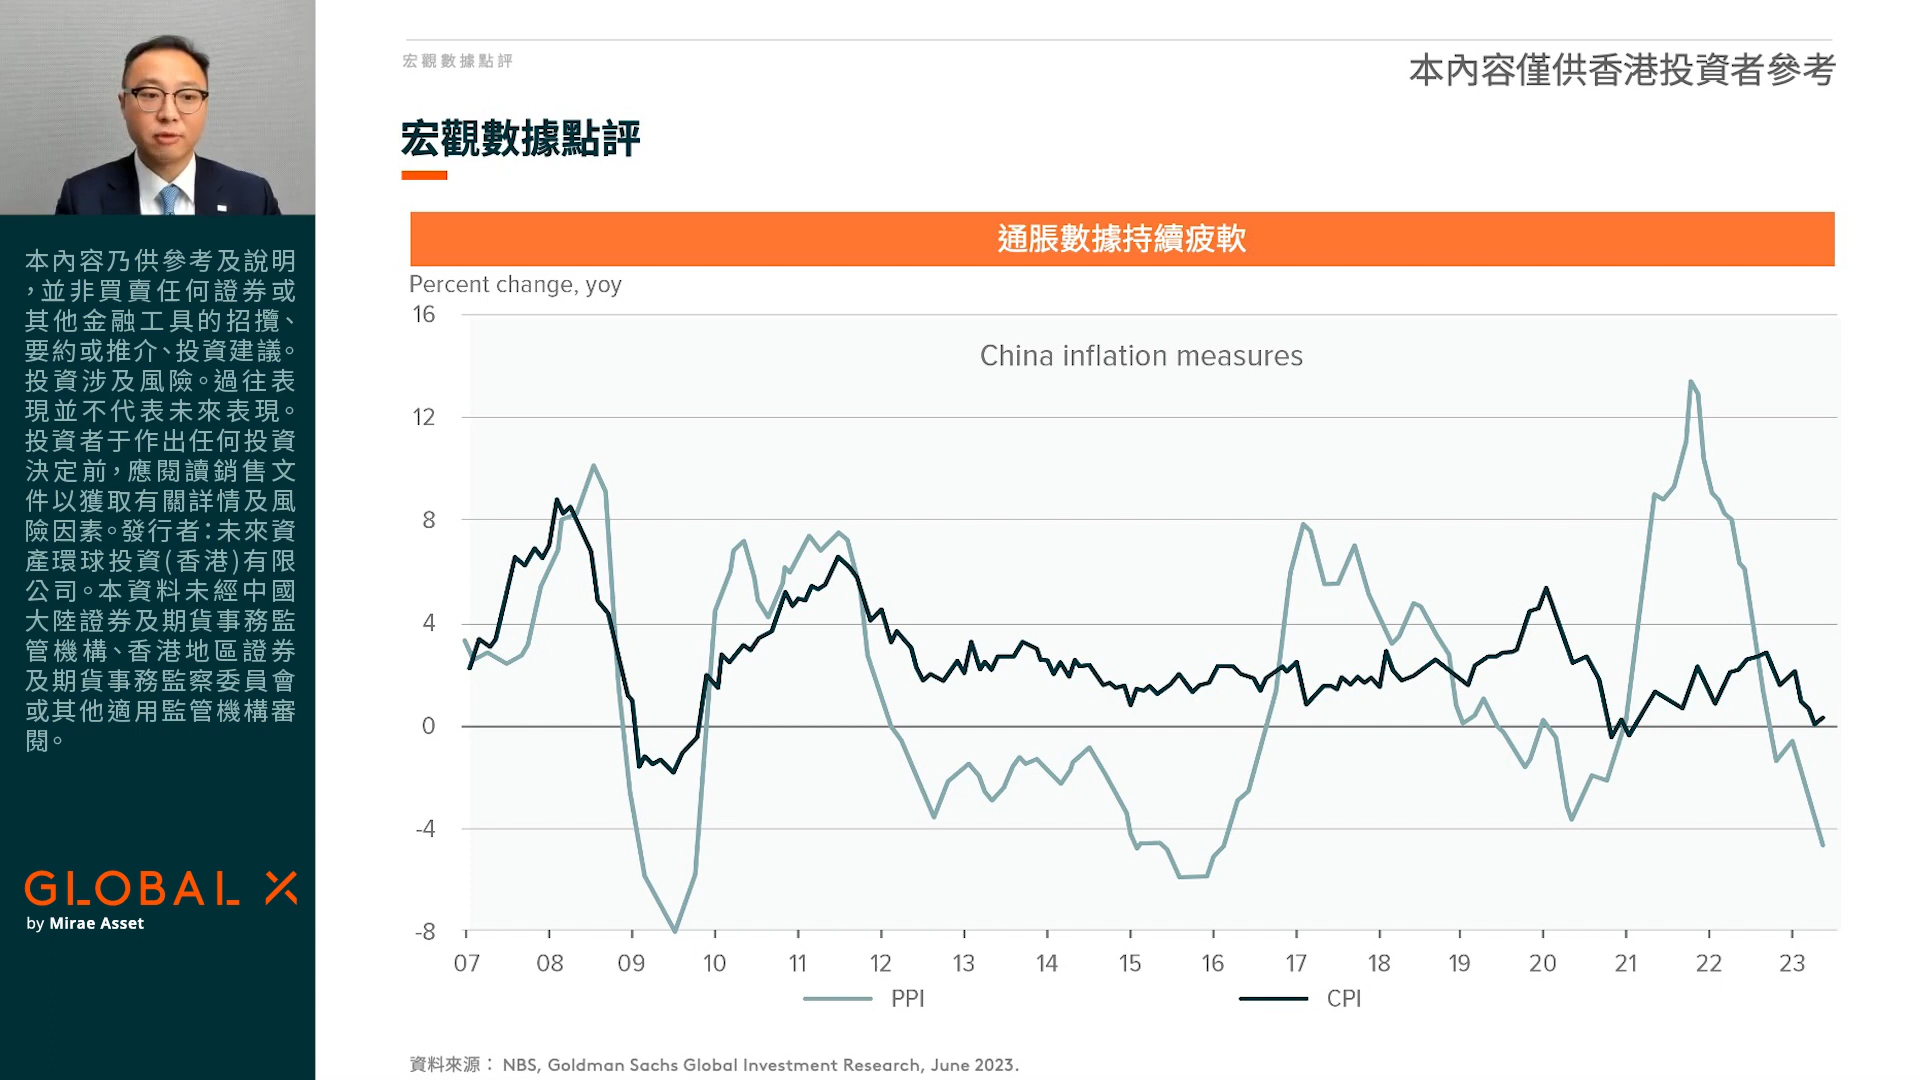 宏觀數據點評
本內容僅供香港投資者參考
宏觀數據點評
通脹數據持續疲軟
Percent change, yoy
China inflation measures
16
12
8
4
0
-4
-8
07 08 09 10 11 12 13 14 15 16 17 18 19 20 21 22 23
PPI CPI
資料來源： NBS, Goldman Sachs Global Investment Research, June 2023.
本內容乃供參考及說明
，並非買賣任何證券或
其他金融工具的招攬、
要約或推介、投資建議。
投資涉及風險。過往表
現並不代表未來表現。
投資者于作出任何投資
決定前，應閱讀銷售文
件以獲取有關詳情及風
險因素。發行者：未來資
產環球投資(香港)有限
公司。本資料未經中國
大陸證券及期貨事務監
管機構、香港地區證券
及期貨事務監察委員會
或其他適用監管機構審
閱。
GLOBAL X
by Mirae Asset